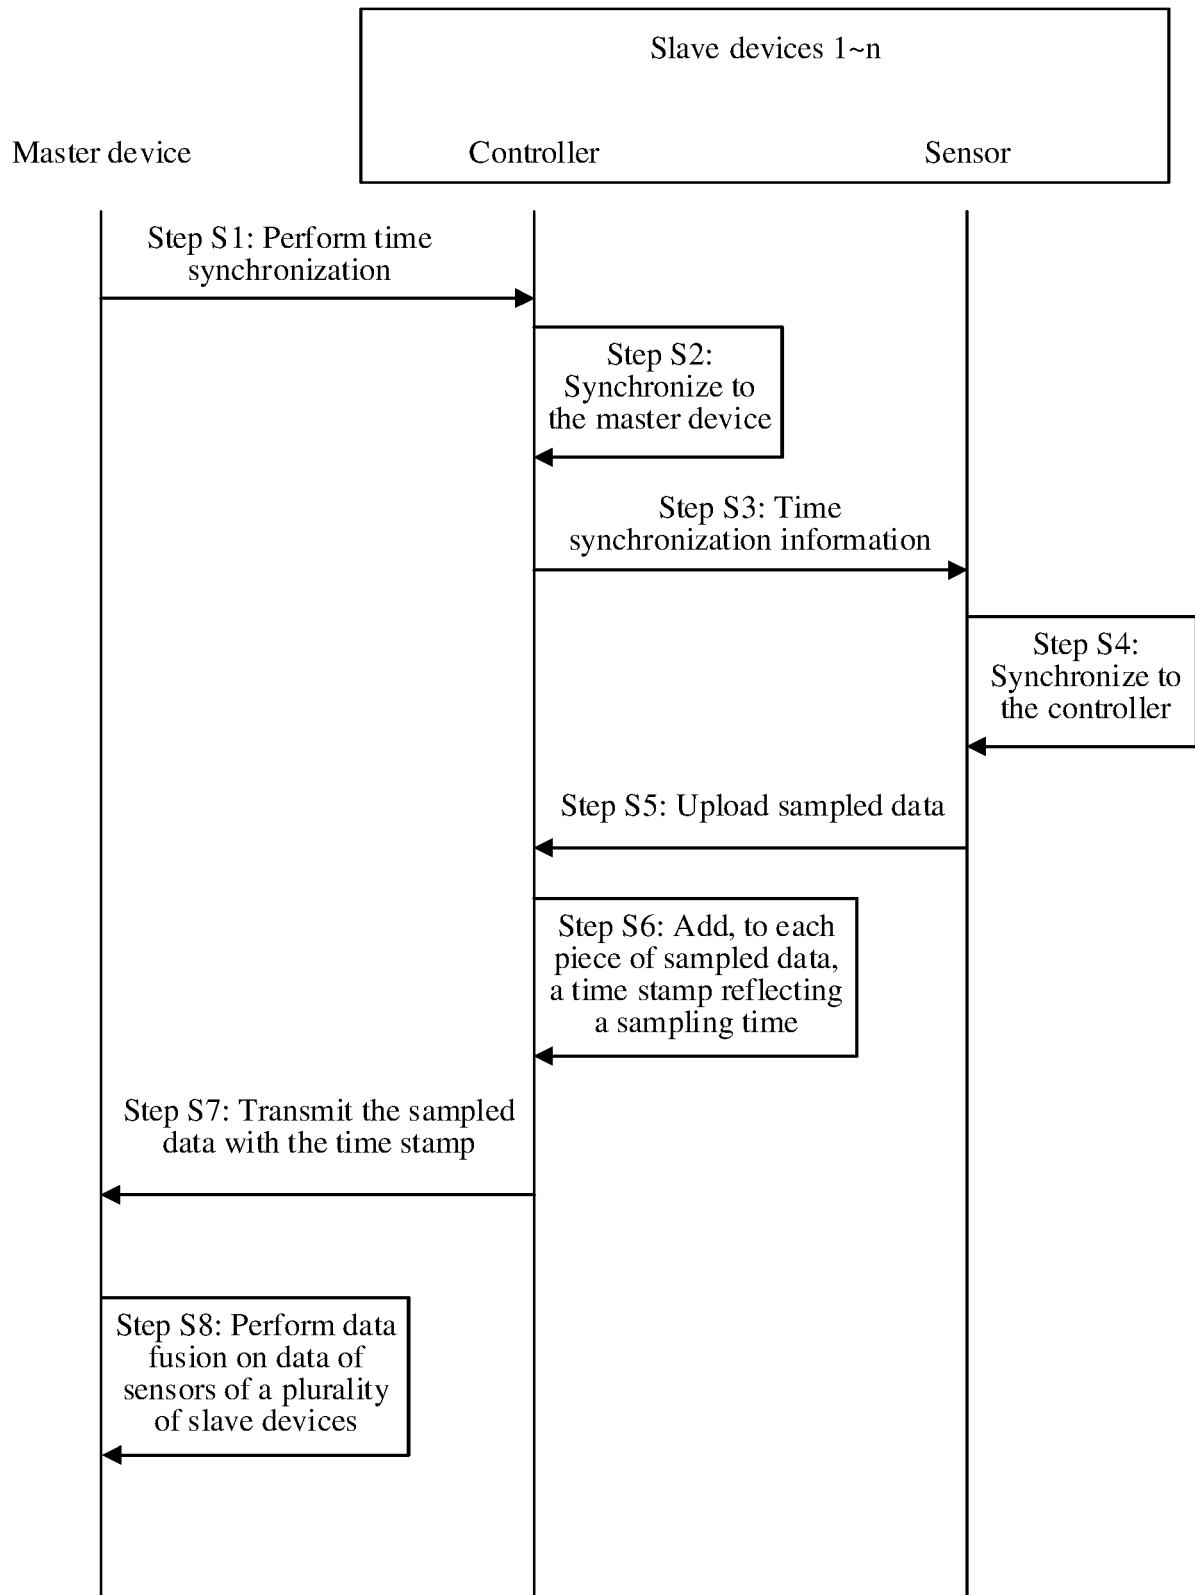 Slave devices 1~n
Master device
Controller
Sensor
Step S1: Perform time
synchronization
Step S2:
Synchronize to
the master device
Step S3: Time
synchronization information
Step S4:
Synchronize to
the controller
Step S5: Upload sampled data
Step S6: Add, to each
piece of sampled data,
a time stamp reflecting
a sampling time
Step S7: Transmit the sampled
data with the time stamp
Step S8: Perform data
fusion on data of
sensors of a plurality
of slave devices